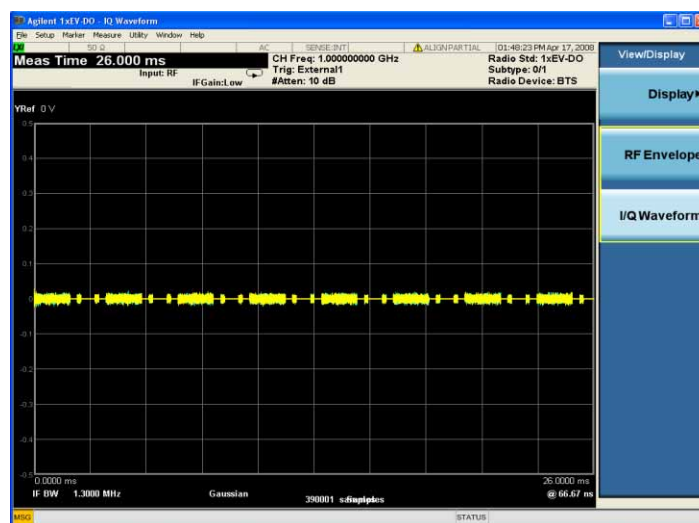 Agilent 1xEV-DO - IQ Waveform
File Setup Marker Measure Utility Window Help
50 Ω AC SENSE:INT ALIGN PARTIAL 01:48:23 PM Apr 17, 2008
Meas Time 26.000 ms
Input: RF
IFGain:Low
CH Freq: 1.000000000 GHz
Trig: External1
#Atten: 10 dB
Radio Std: 1xEV-DO
Subtype: 0/1
Radio Device: BTS
View/Display
Display
RF Envelope
I/Q Waveform
YRef 0 V
0.5
0.4
0.3
0.2
0.1
0
-0.1
-0.2
-0.3
-0.4
-0.5
0.0000 ms 26.0000 ms
IF BW 1.3000 MHz Gaussian 390001 @ 66.67 ns
MSG STATUS